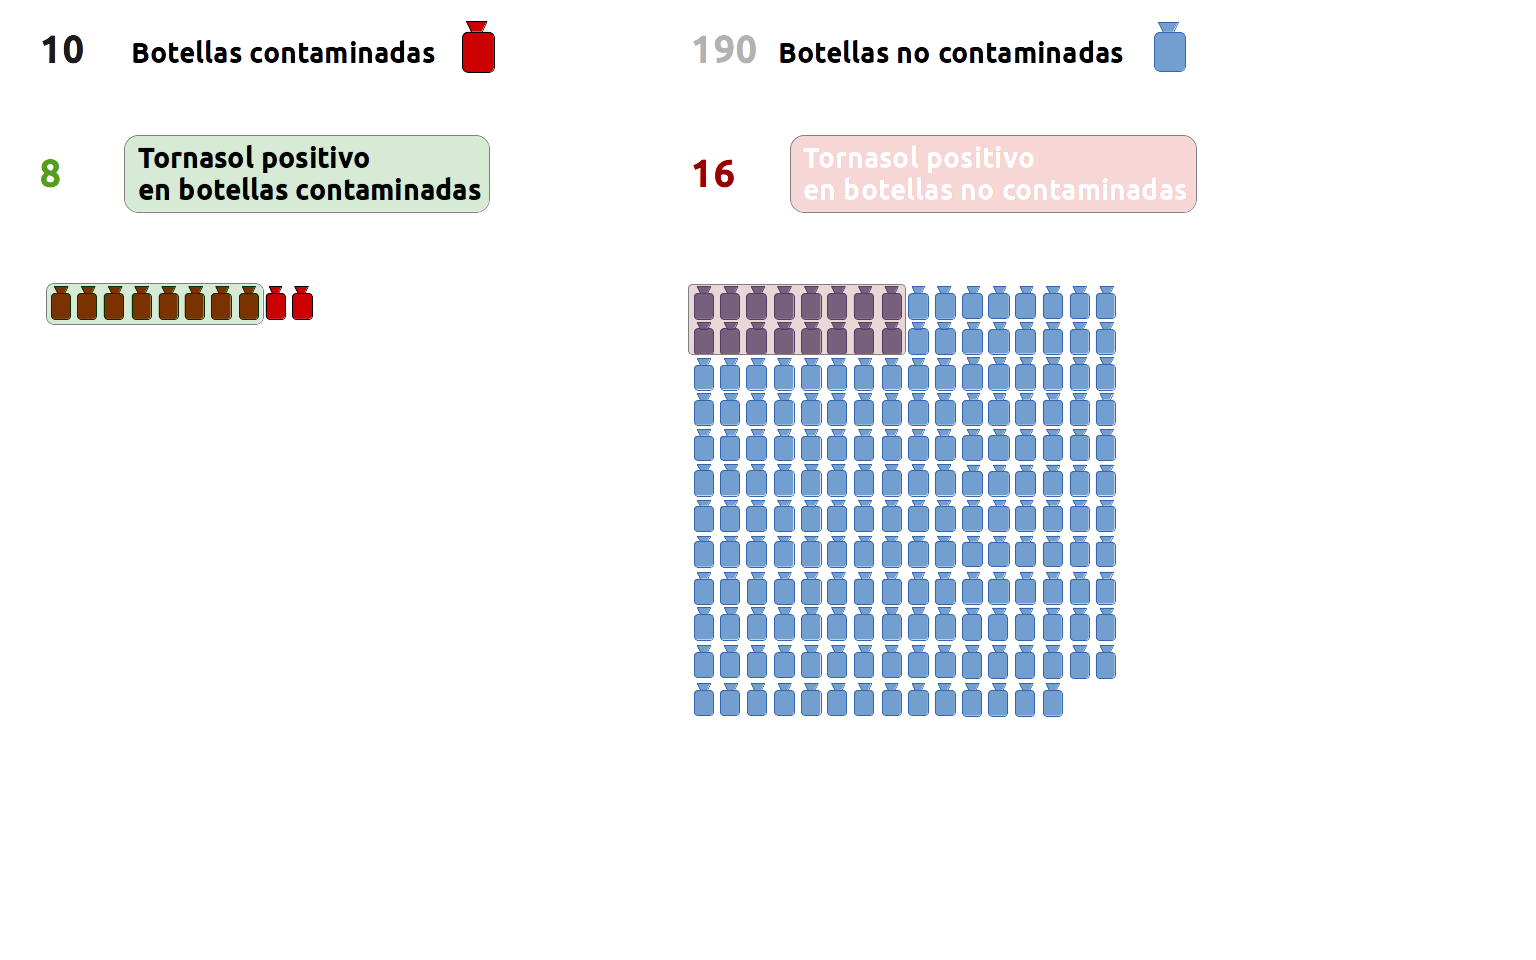 10 Botellas contaminadas
190 Botellas no contaminadas
8 Tornasol positivo
en botellas contaminadas
16 Tornasol positivo
en botellas no contaminadas